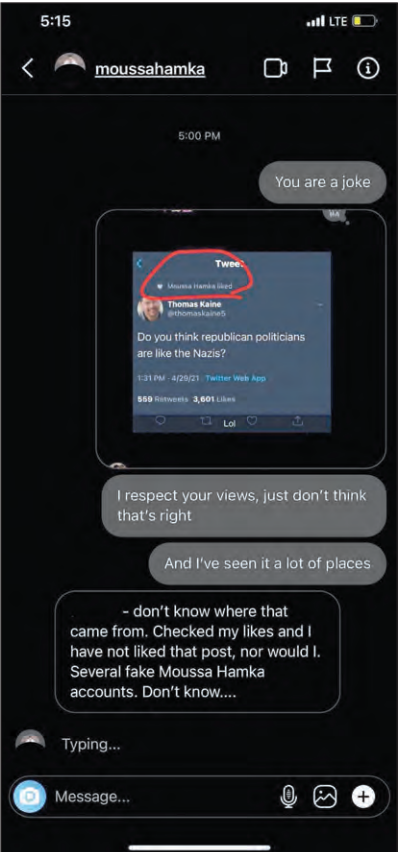 5:15
LTE
moussahamka
5:00 PM
You are a joke
Tweet
Moussa Hamka liked
Thomas Kaine
@thomaskaine5
Do you think republican politicians
are like the Nazis?
1:31 PM · 4/29/21 · Twitter Web App
559 Retweets 3,601 Likes
Lol
I respect your views, just don't think
that's right
And I've seen it a lot of places
- don't know where that
came from. Checked my likes and I
have not liked that post, nor would I.
Several fake Moussa Hamka
accounts. Don't know....
Typing...
Message...